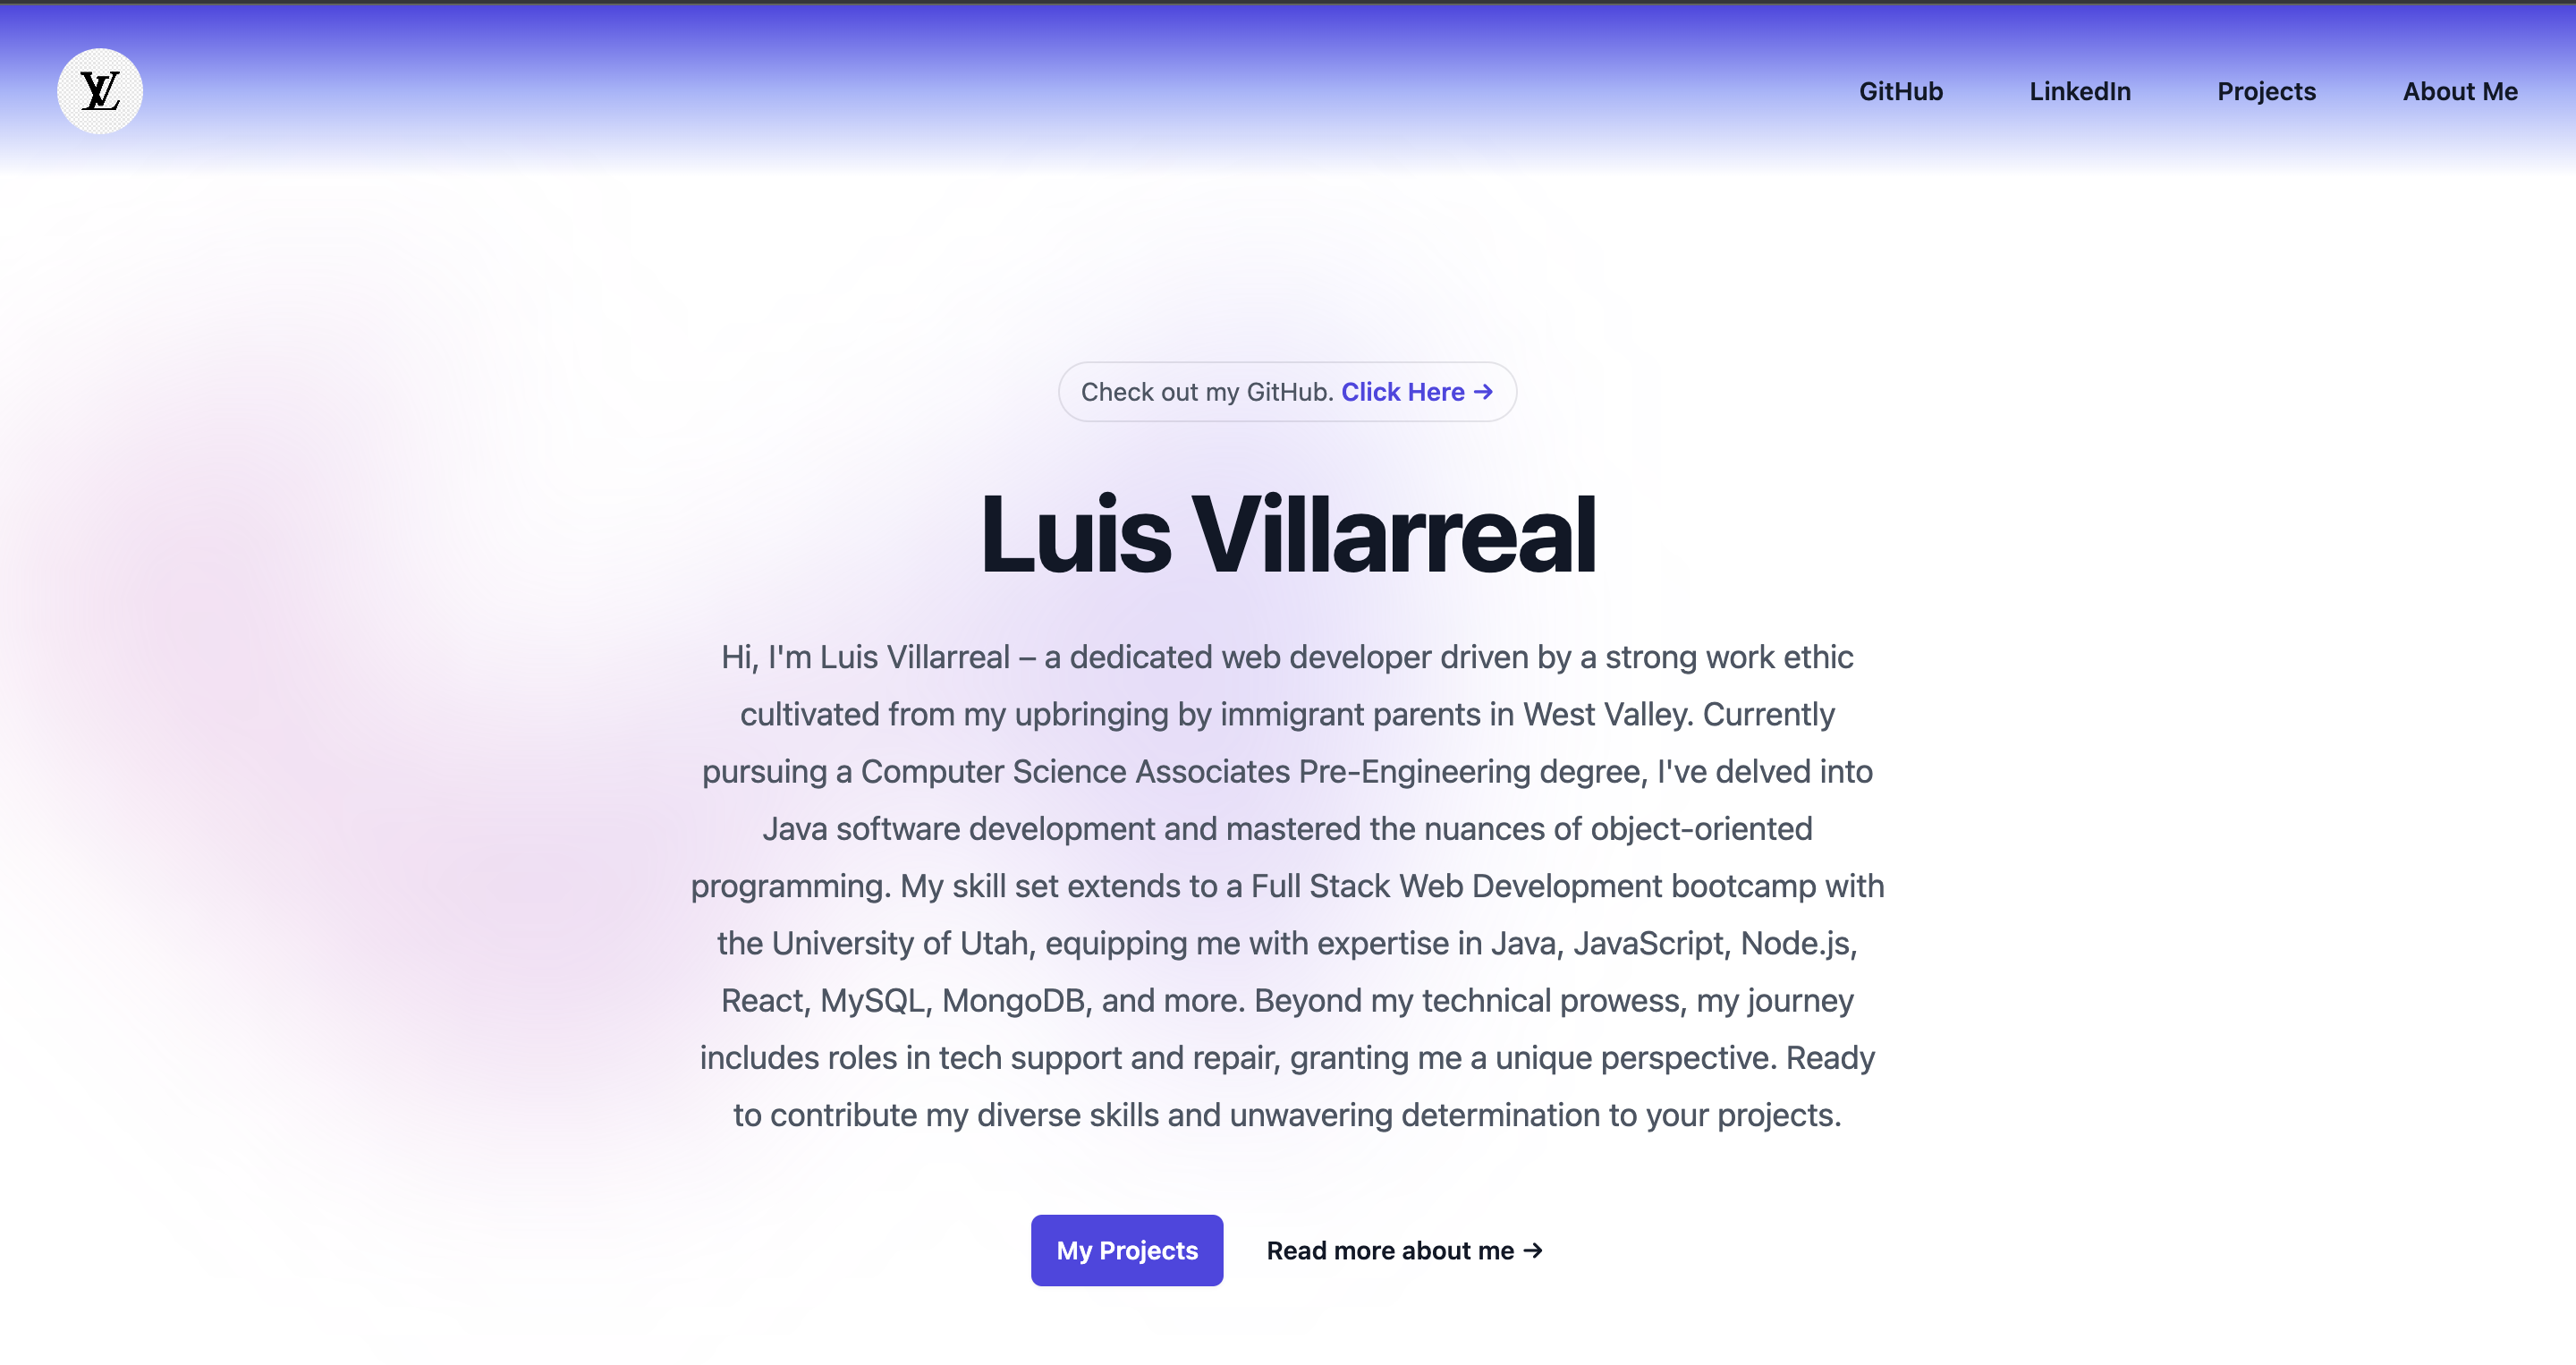 LV
GitHub
LinkedIn
Projects
About Me
Check out my GitHub. Click Here →
Luis Villarreal
Hi, I'm Luis Villarreal – a dedicated web developer driven by a strong work ethic
cultivated from my upbringing by immigrant parents in West Valley. Currently
pursuing a Computer Science Associates Pre-Engineering degree, I've delved into
Java software development and mastered the nuances of object-oriented
programming. My skill set extends to a Full Stack Web Development bootcamp with
the University of Utah, equipping me with expertise in Java, JavaScript, Node.js,
React, MySQL, MongoDB, and more. Beyond my technical prowess, my journey
includes roles in tech support and repair, granting me a unique perspective. Ready
to contribute my diverse skills and unwavering determination to your projects.
My Projects
Read more about me →